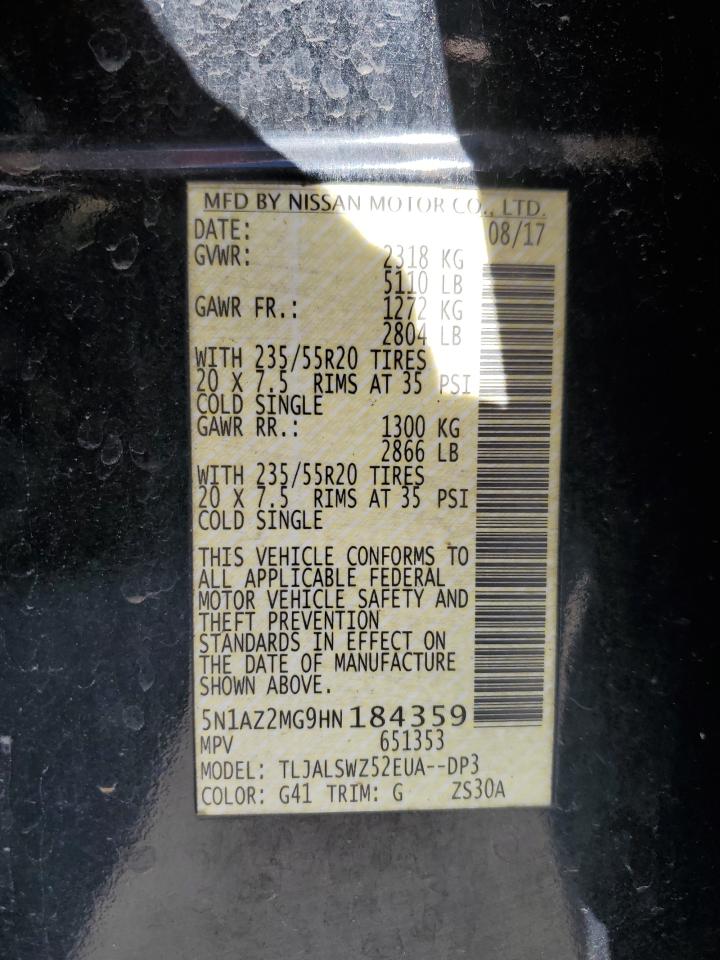 MFD BY NISSAN MOTOR CO., LTD.
DATE: 08/17
GVWR: 2318 KG
5110 LB
GAWR FR.: 1272 KG
2804 LB
WITH 235/55R20 TIRES
20 X 7.5 RIMS AT 35 PSI
COLD SINGLE
GAWR RR.: 1300 KG
2866 LB
WITH 235/55R20 TIRES
20 X 7.5 RIMS AT 35 PSI
COLD SINGLE
THIS VEHICLE CONFORMS TO
ALL APPLICABLE FEDERAL
MOTOR VEHICLE SAFETY AND
THEFT PREVENTION
STANDARDS IN EFFECT ON
THE DATE OF MANUFACTURE
SHOWN ABOVE.
5N1AZ2MG9HN184359
MPV 651353
MODEL: TLJALSWZ52EUA--DP3
COLOR: G41 TRIM: G ZS30A